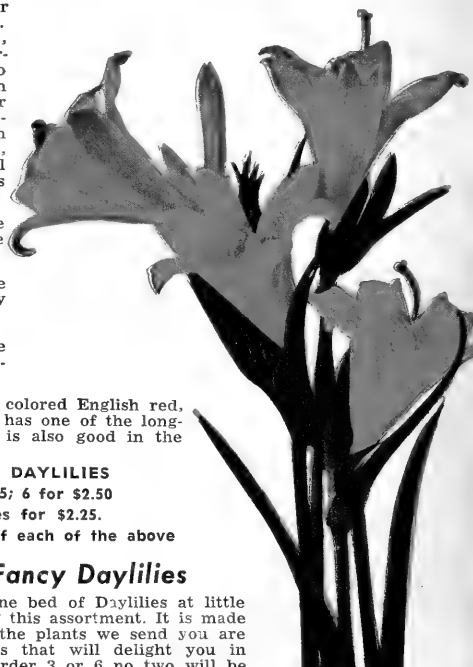 colored English red,
has one of the long-
is also good in the
DAYLILIES
5; 6 for $2.50
es for $2.25.
f each of the above
Fancy Daylilies
ne bed of Daylilies at little
this assortment. It is made
the plants we send you are
s that will delight you in
rder 3 or 6 no two will be